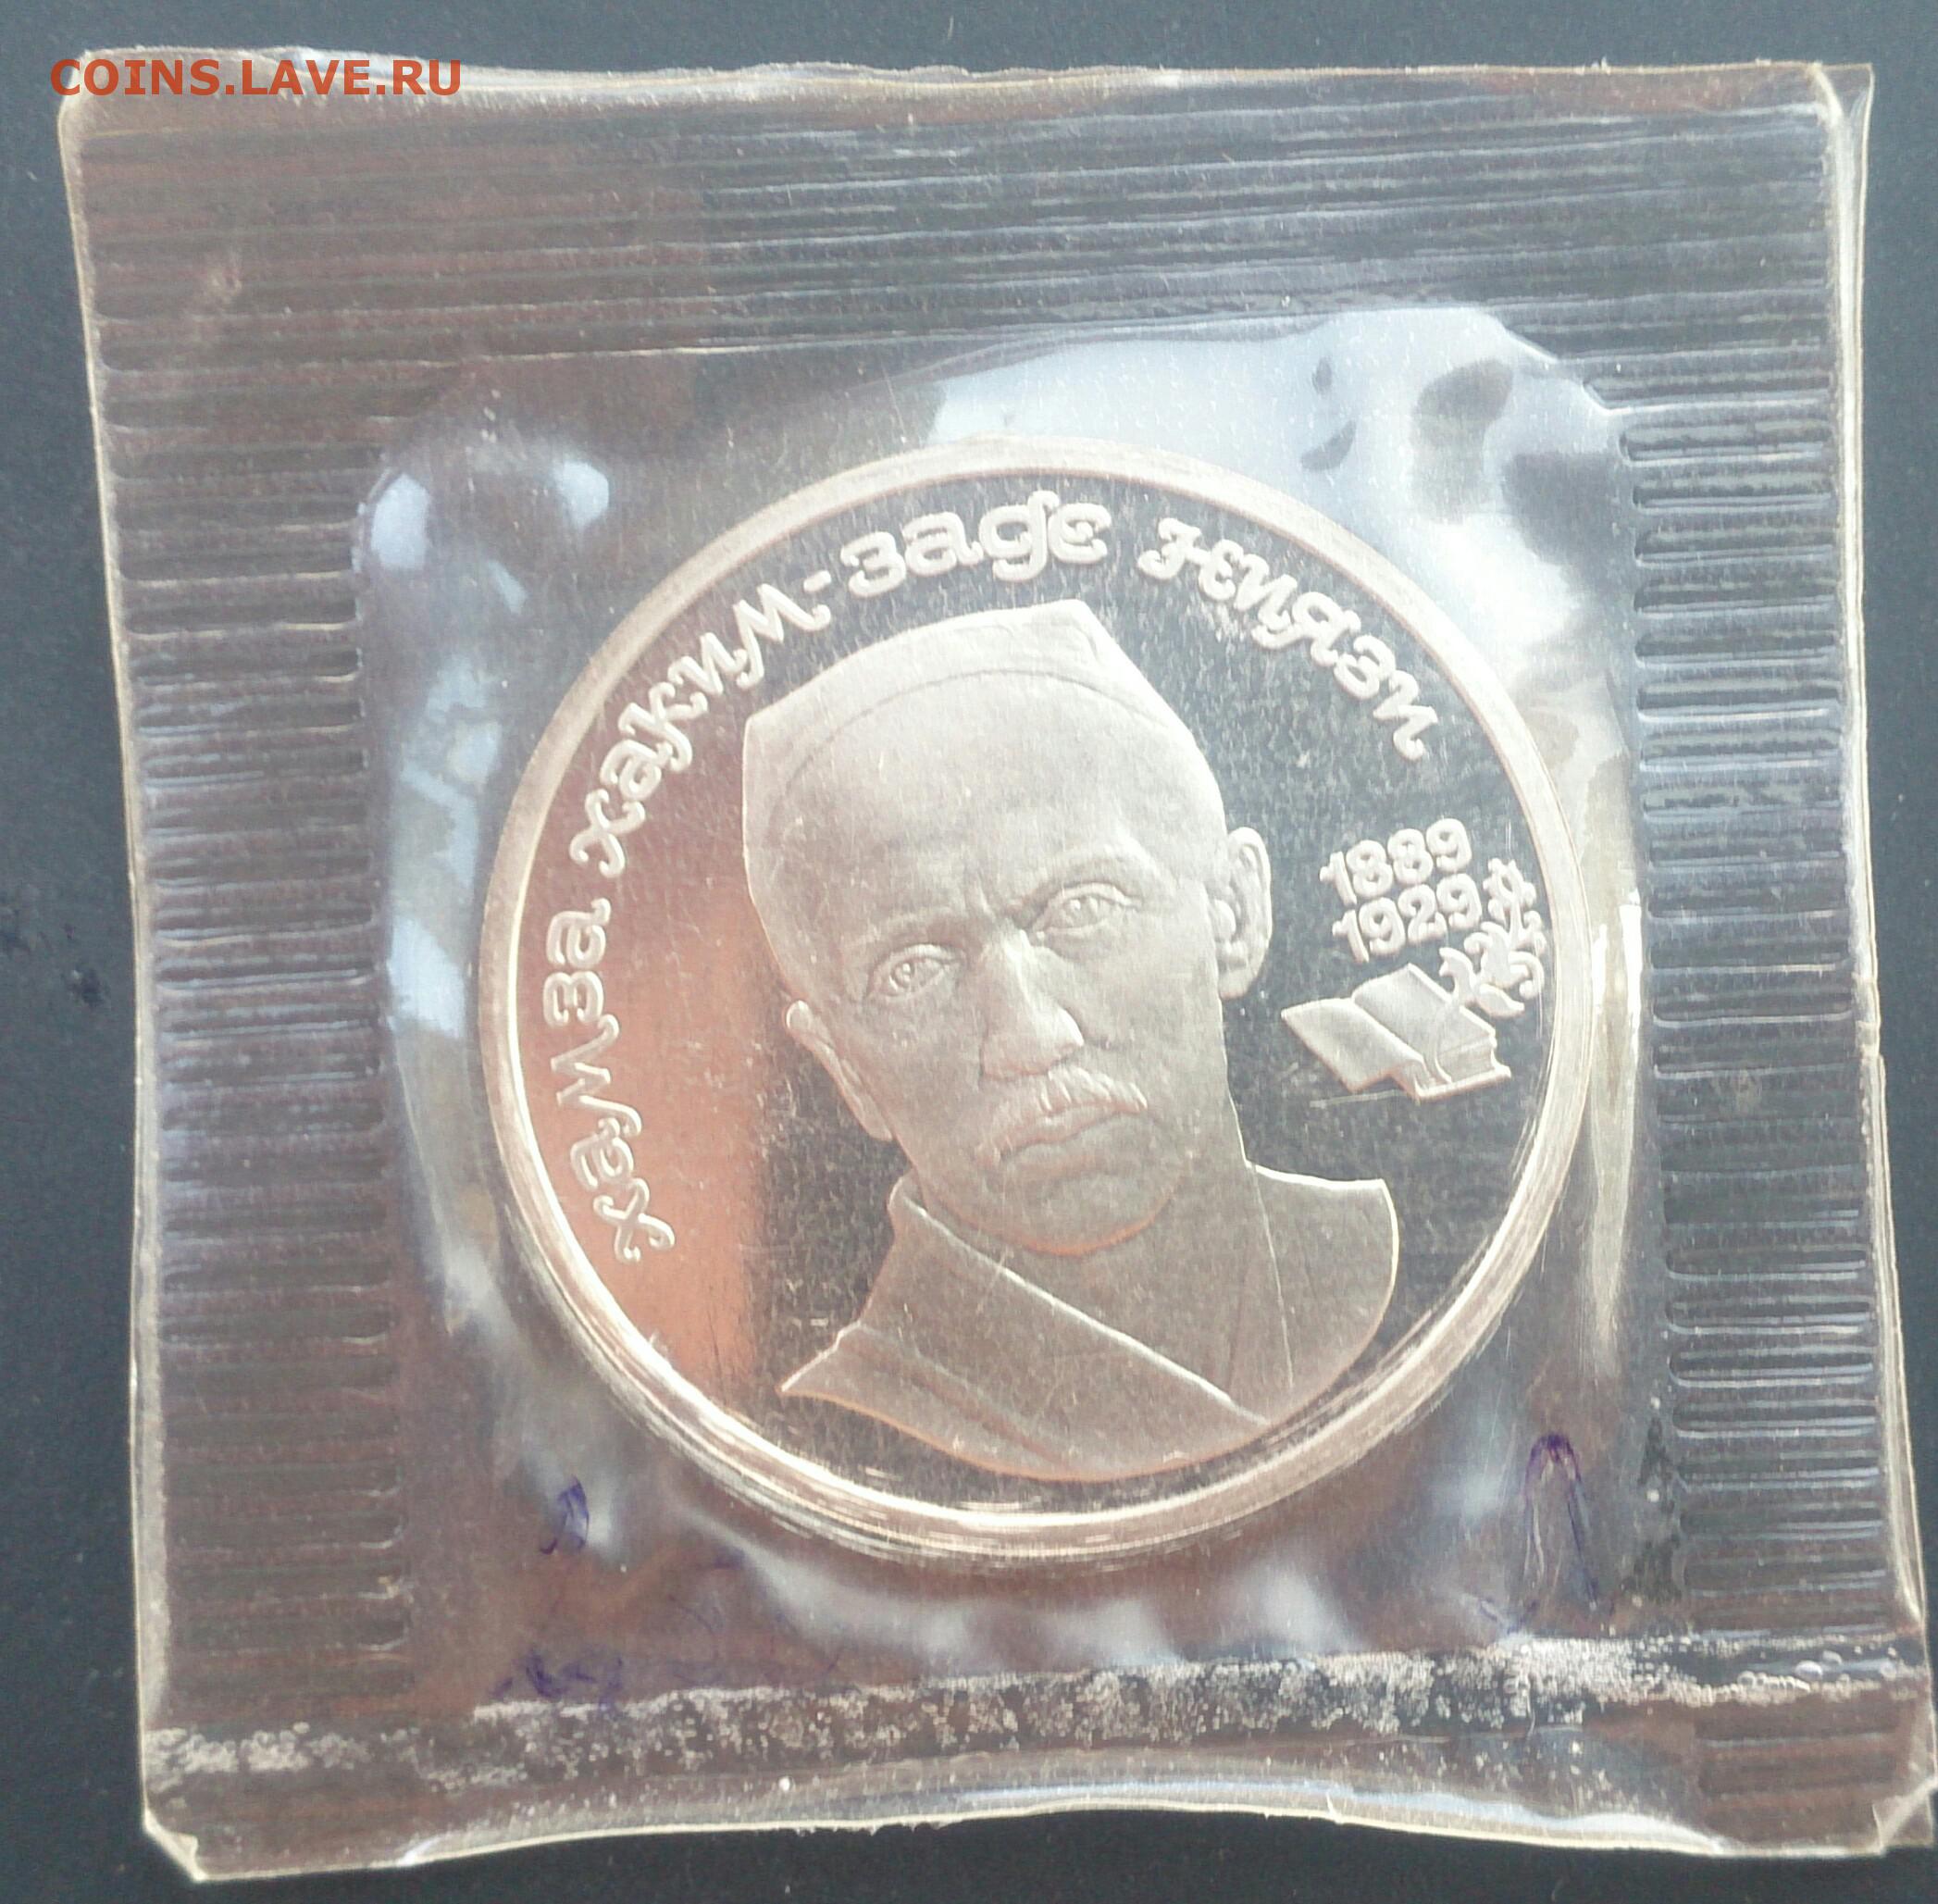 COINS.LAVE.RU
хамза хаким-заде ниязи
1889
1929